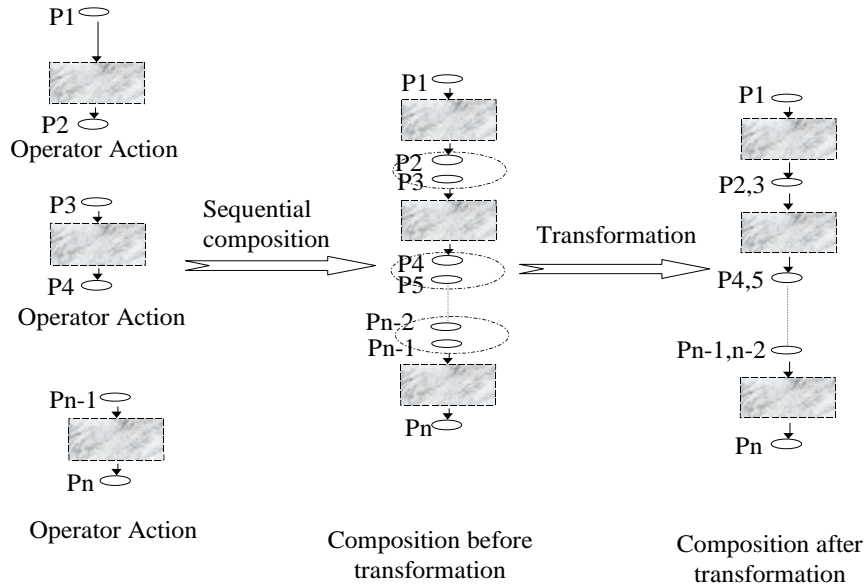 P1
P2
Operator Action
P3
P4
Operator Action
Pn-1
Pn
Operator Action
Sequential
composition
P1
P2
P3
P4
P5
Pn-2
Pn-1
Pn
Composition before
transformation
Transformation
P1
P2,3
P4,5
Pn-1,n-2
Pn
Composition after
transformation